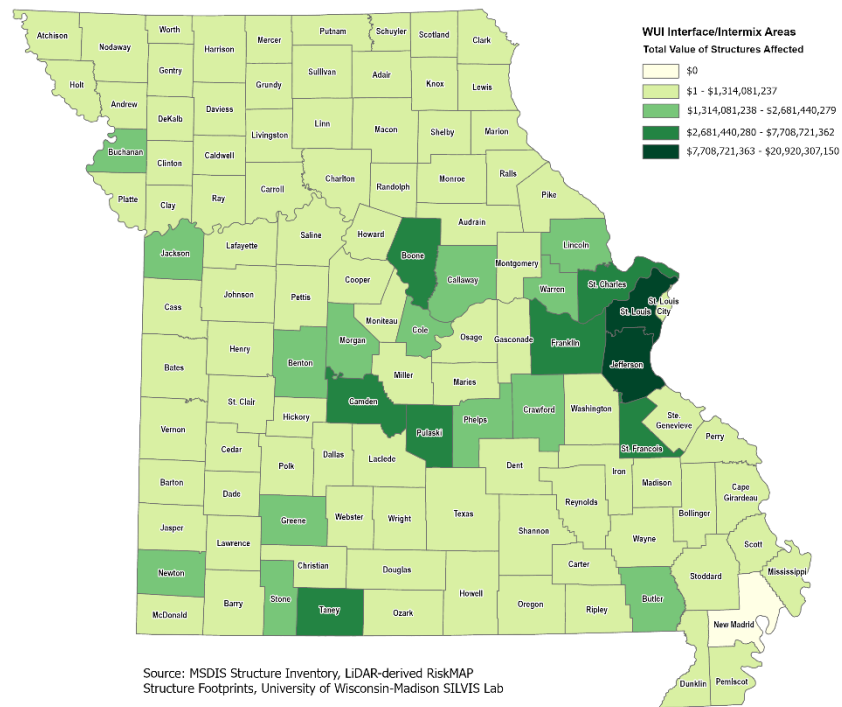 WUI Interface/Intermix Areas
Total Value of Structures Affected
$0
$1 - $1,314,081,237
$1,314,081,238 - $2,681,440,279
$2,681,440,280 - $7,708,721,362
$7,708,721,363 - $20,920,307,150
Atchison
Nodaway
Worth
Harrison
Mercer
Putnam
Schuyler
Scotland
Clark
Holt
Gentry
Grundy
Sullivan
Adair
Knox
Lewis
Andrew
DeKalb
Daviess
Livingston
Linn
Macon
Shelby
Marion
Buchanan
Clinton
Caldwell
Chariton
Randolph
Monroe
Ralls
Pike
Platte
Clay
Ray
Carroll
Audrain
Jackson
Lafayette
Saline
Howard
Boone
Callaway
Montgomery
Lincoln
Warren
St. Charles
St. Louis
St. Louis
City
Cass
Johnson
Pettis
Cooper
Moniteau
Cole
Osage
Gasconade
Franklin
Jefferson
Bates
Henry
Benton
Morgan
Miller
Maries
St. Clair
Hickory
Camden
Pulaski
Phelps
Crawford
Washington
St. Francois
Ste.
Genevieve
Perry
Vernon
Cedar
Polk
Dallas
Laclede
Dent
Iron
Madison
Cape
Girardeau
Barton
Dade
Greene
Webster
Wright
Texas
Shannon
Reynolds
Wayne
Bollinger
Scott
Jasper
Lawrence
Christian
Douglas
Howell
Carter
Stoddard
Mississippi
Newton
McDonald
Barry
Stone
Taney
Ozark
Oregon
Ripley
Butler
New Madrid
Dunklin
Pemiscot
Source: MSDIS Structure Inventory, LiDAR-derived RiskMAP
Structure Footprints, University of Wisconsin-Madison SILVIS Lab